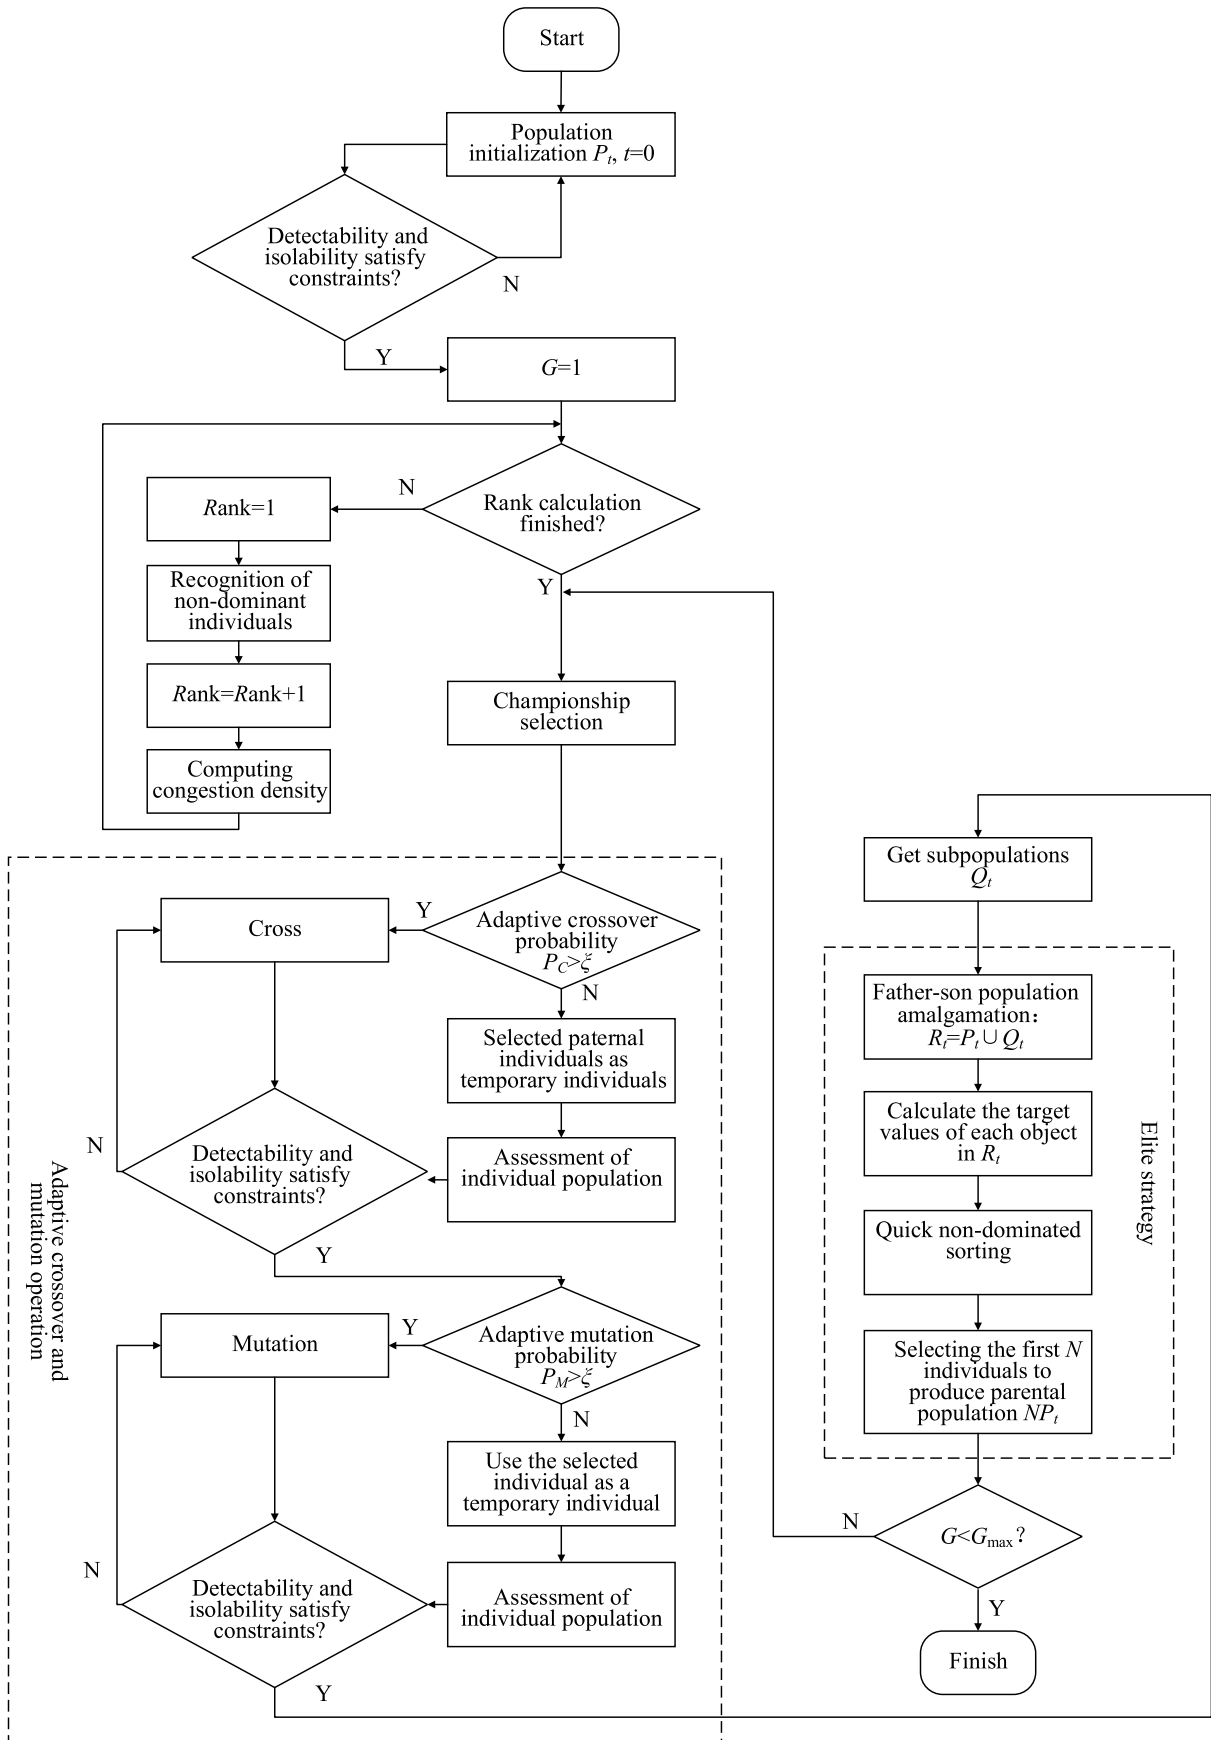 Start
Population
initialization Pt, t=0
Detectability and
isolability satisfy
constraints?
N
Y
G=1
Rank calculation
finished?
N
Y
Rank=1
Recognition of
non-dominant
individuals
Rank=Rank+1
Computing
congestion density
Championship
selection
Adaptive crossover
probability
PC>ξ
Y
N
Cross
Selected paternal
individuals as
temporary individuals
Assessment of
individual population
Detectability and
isolability satisfy
constraints?
N
Y
Adaptive crossover and
mutation operation
Adaptive mutation
probability
PM>ξ
Y
N
Mutation
Use the selected
individual as a
temporary individual
Assessment of
individual population
Detectability and
isolability satisfy
constraints?
N
Y
Get subpopulations
Qt
Father-son population
amalgamation：
Rt=Pt∪Qt
Calculate the target
values of each object
in Rt
Quick non-dominated
sorting
Selecting the first N
individuals to
produce parental
population NPt
Elite strategy
G<Gmax?
N
Y
Finish